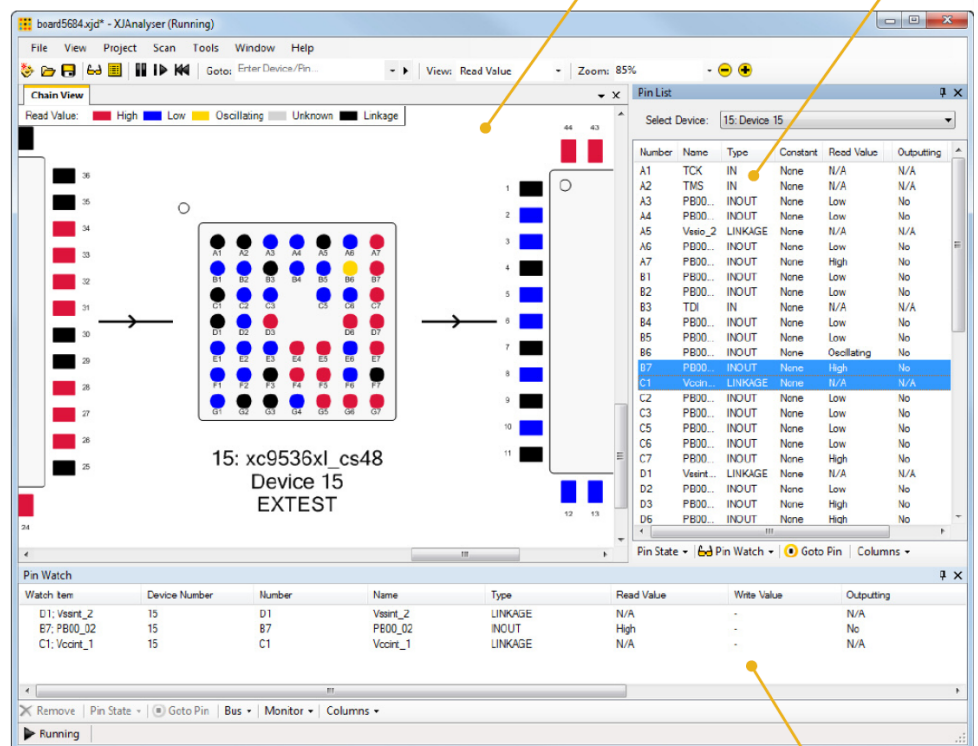 board5684.xjd* - XJAnalyser (Running)
File View Project Scan Tools Window Help
Goto: Enter Device/Pin... View: Read Value Zoom: 85%
Chain View
Read Value: High Low Oscillating Unknown Linkage
36
35
34
33
32
31
30
29
28
27
26
25
24
A1 A2 A3 A4 A5 A6 A7
B1 B2 B3 B4 B5 B6 B7
C1 C2 C3 C5 C6 C7
D1 D2 D3 D6 D7
E1 E2 E3 E4 E5 E6 E7
F1 F2 F3 F4 F5 F6 F7
G1 G2 G3 G4 G5 G6 G7
15: xc9536xl_cs48
Device 15
EXTEST
44 43
1
2
3
4
5
6
7
8
9
10
11
12 13
Pin List
Select Device: 15: Device 15
Number Name Type Constant Read Value Outputting
A1 TCK IN None N/A N/A
A2 TMS IN None N/A N/A
A3 PB00... INOUT None Low No
A4 PB00... INOUT None Low No
A5 Vssio_2 LINKAGE None N/A N/A
A6 PB00... INOUT None Low No
A7 PB00... INOUT None High No
B1 PB00... INOUT None Low No
B2 PB00... INOUT None Low No
B3 TDI IN None N/A N/A
B4 PB00... INOUT None Low No
B5 PB00... INOUT None Low No
B6 PB00... INOUT None Oscillating No
B7 PB00... INOUT None High No
C1 Vccin... LINKAGE None N/A N/A
C2 PB00... INOUT None Low No
C3 PB00... INOUT None Low No
C5 PB00... INOUT None Low No
C6 PB00... INOUT None Low No
C7 PB00... INOUT None High No
D1 Vssint... LINKAGE None N/A N/A
D2 PB00... INOUT None Low No
D3 PB00... INOUT None High No
D6 PB00... INOUT None High No
Pin State Pin Watch Goto Pin Columns
Pin Watch
Watch Item Device Number Number Name Type Read Value Write Value Outputting
D1; Vssint_2 15 D1 Vssint_2 LINKAGE N/A - N/A
B7; PB00_02 15 B7 PB00_02 INOUT High - No
C1; Vccint_1 15 C1 Vccint_1 LINKAGE N/A - N/A
Remove Pin State Goto Pin Bus Monitor Columns
Running